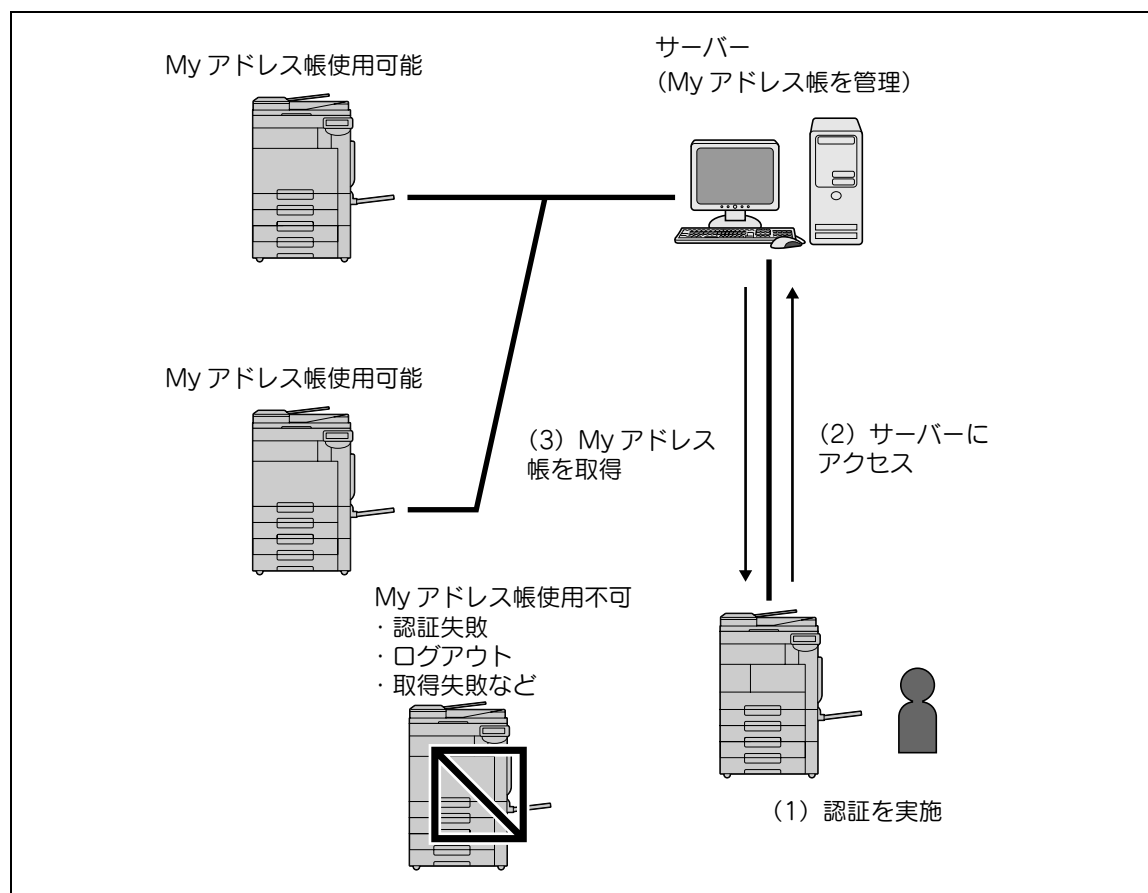 My アドレス帳使用可能
サーバー
（My アドレス帳を管理）
My アドレス帳使用可能
（3）My アドレス
帳を取得
（2）サーバーに
アクセス
My アドレス帳使用不可
・認証失敗
・ログアウト
・取得失敗など
（1）認証を実施